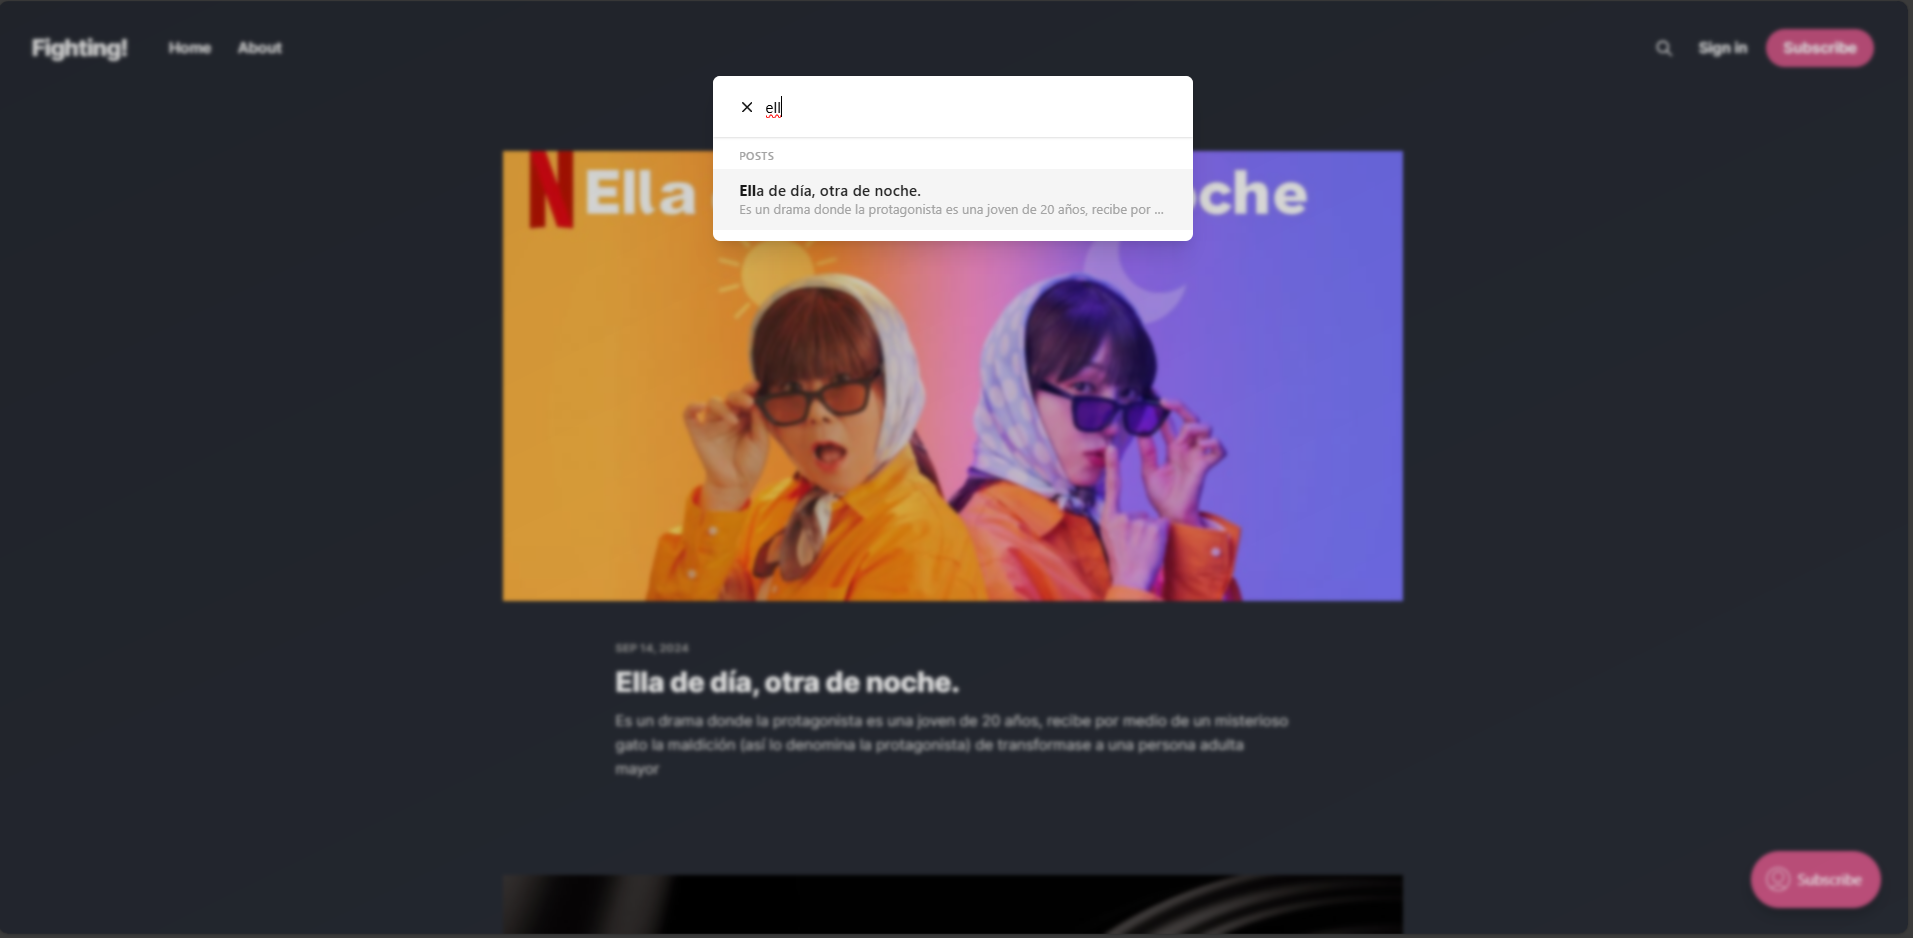 Fighting!
Home
About
Sign in
Subscribe
ell
POSTS
Ella de día, otra de noche.
Es un drama donde la protagonista es una joven de 20 años, recibe por ...
N Ella
oche
SEP 14, 2024
Ella de día, otra de noche.
Es un drama donde la protagonista es una joven de 20 años, recibe por medio de un misterioso
gato la maldición (así lo denomina la protagonista) de transformase a una persona adulta
mayor
Subscribe